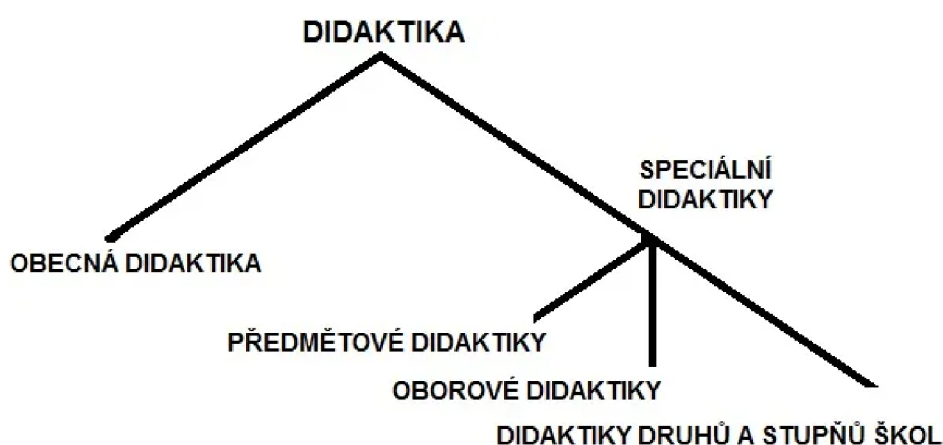 DIDAKTIKA
SPECIÁLNÍ
DIDAKTIKY
OBECNÁ DIDAKTIKA
PŘEDMĚTOVÉ DIDAKTIKY
OBOROVÉ DIDAKTIKY
DIDAKTIKY DRUHŮ A STUPŇŮ ŠKOL